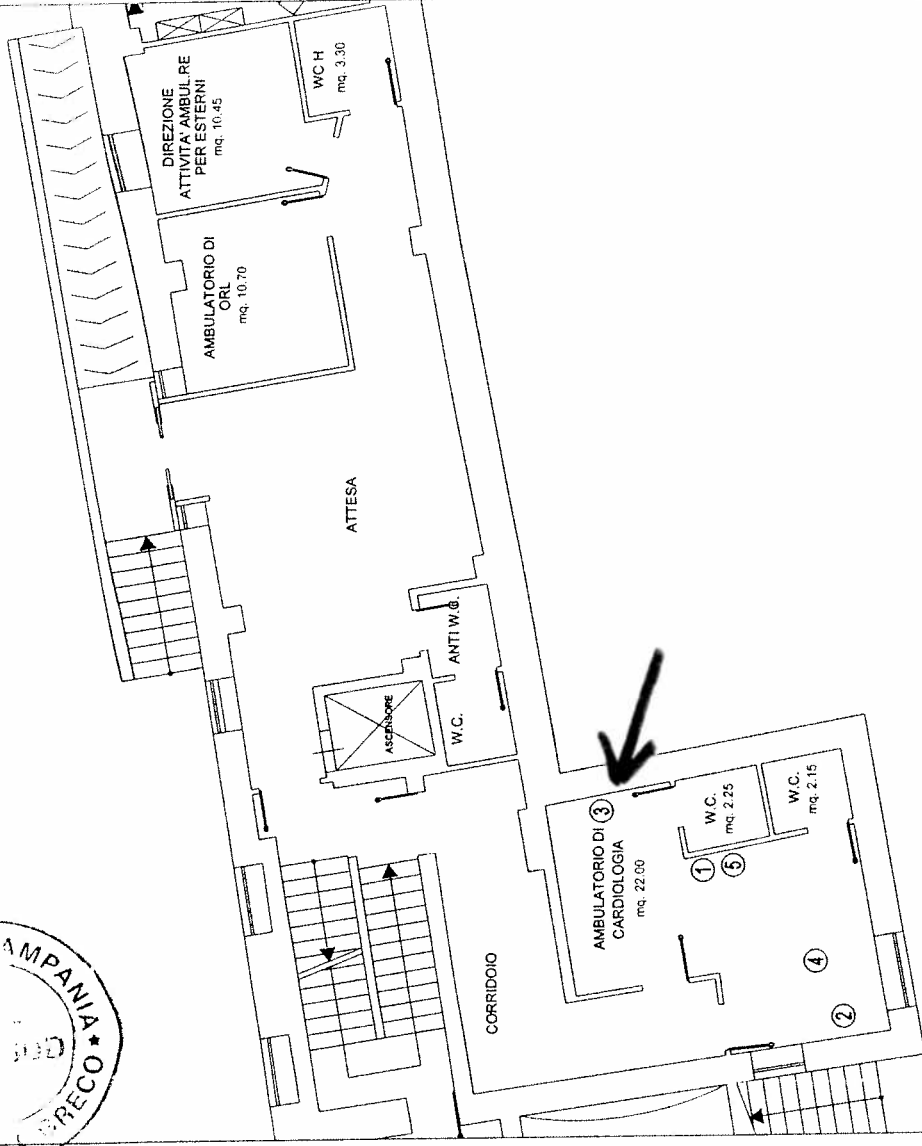 DIREZIONE
ATTIVITA' AMBUL.RE
PER ESTERNI
mq. 10.45
WC H
mq. 3.30
AMBULATORIO DI
ORL
mq. 10.70
ATTESA
ANTI W.C.
W.C.
ASCENSORE
CORRIDOIO
AMBULATORIO DI
CARDIOLOGIA
mq. 22.00
W.C.
mq. 2.25
W.C.
mq. 2.15
3
1
5
4
2
AMPANIA
GRECO